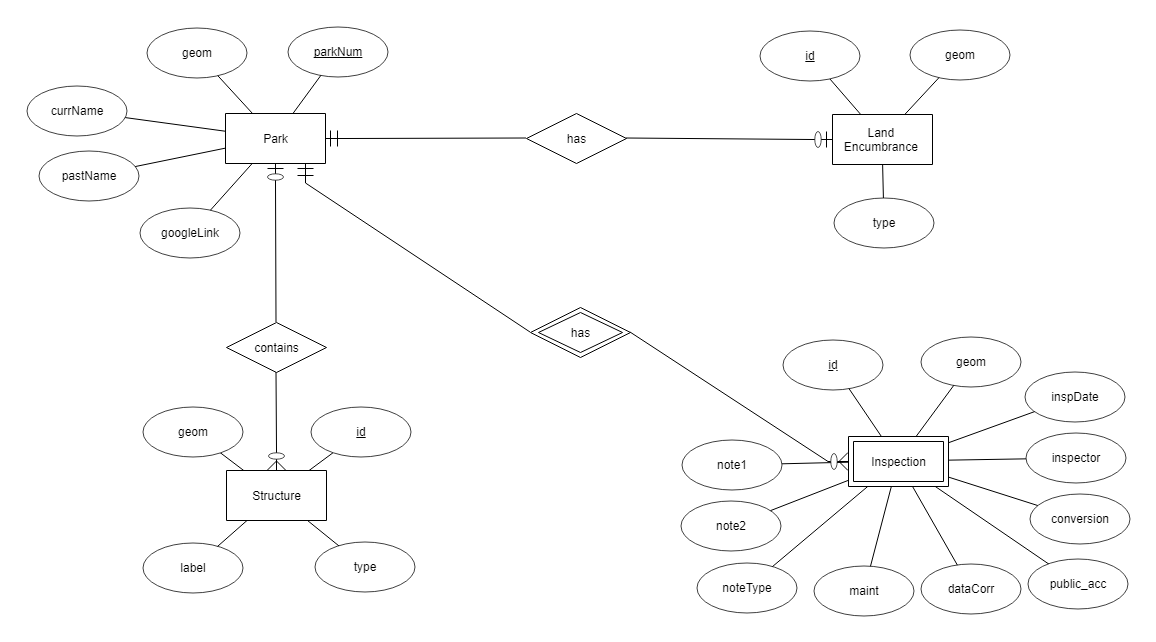 geom
parkNum
id
geom
currName
Park
has
Land
Encumbrance
pastName
googleLink
type
has
contains
id
geom
inspDate
geom
id
note1
Inspection
inspector
Structure
note2
conversion
label
type
noteType
maint
dataCorr
public_acc